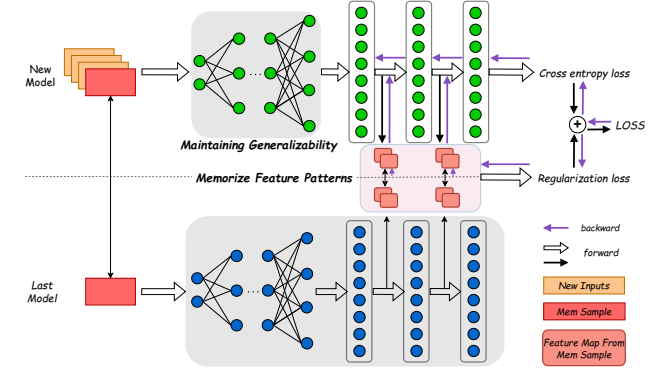 New
Model
Maintaining Generalizability
Cross entropy loss
+
LOSS
Memorize Feature Patterns
Regularization loss
Last
Model
backward
forward
New Inputs
Mem Sample
Feature Map From
Mem Sample